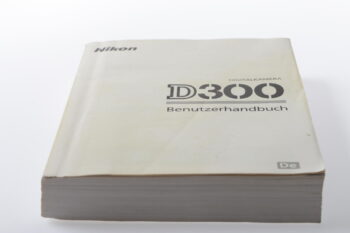 Nikon
DIGITALKAMERA
D300
Benutzerhandbuch
De